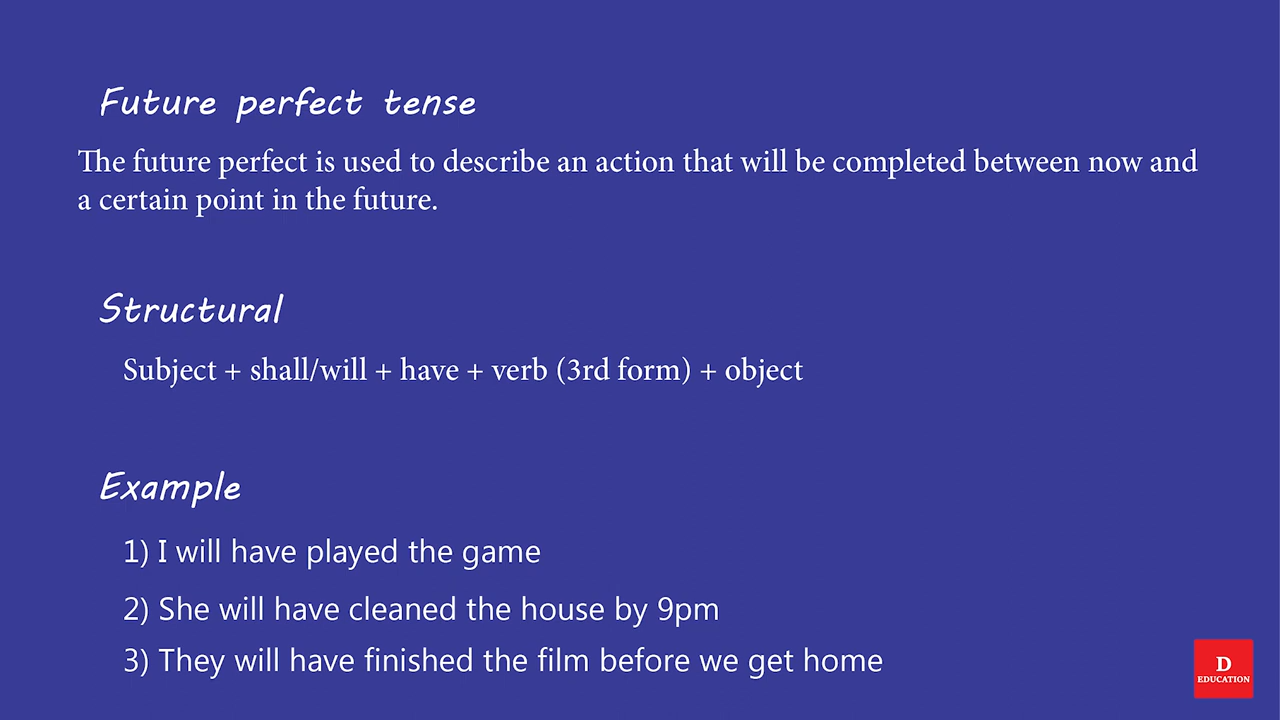 Future perfect tense
The future perfect is used to describe an action that will be completed between now and
a certain point in the future.
Structural
Subject + shall/will + have + verb (3rd form) + object
Example
1) I will have played the game
2) She will have cleaned the house by 9pm
3) They will have finished the film before we get home
D
EDUCATION